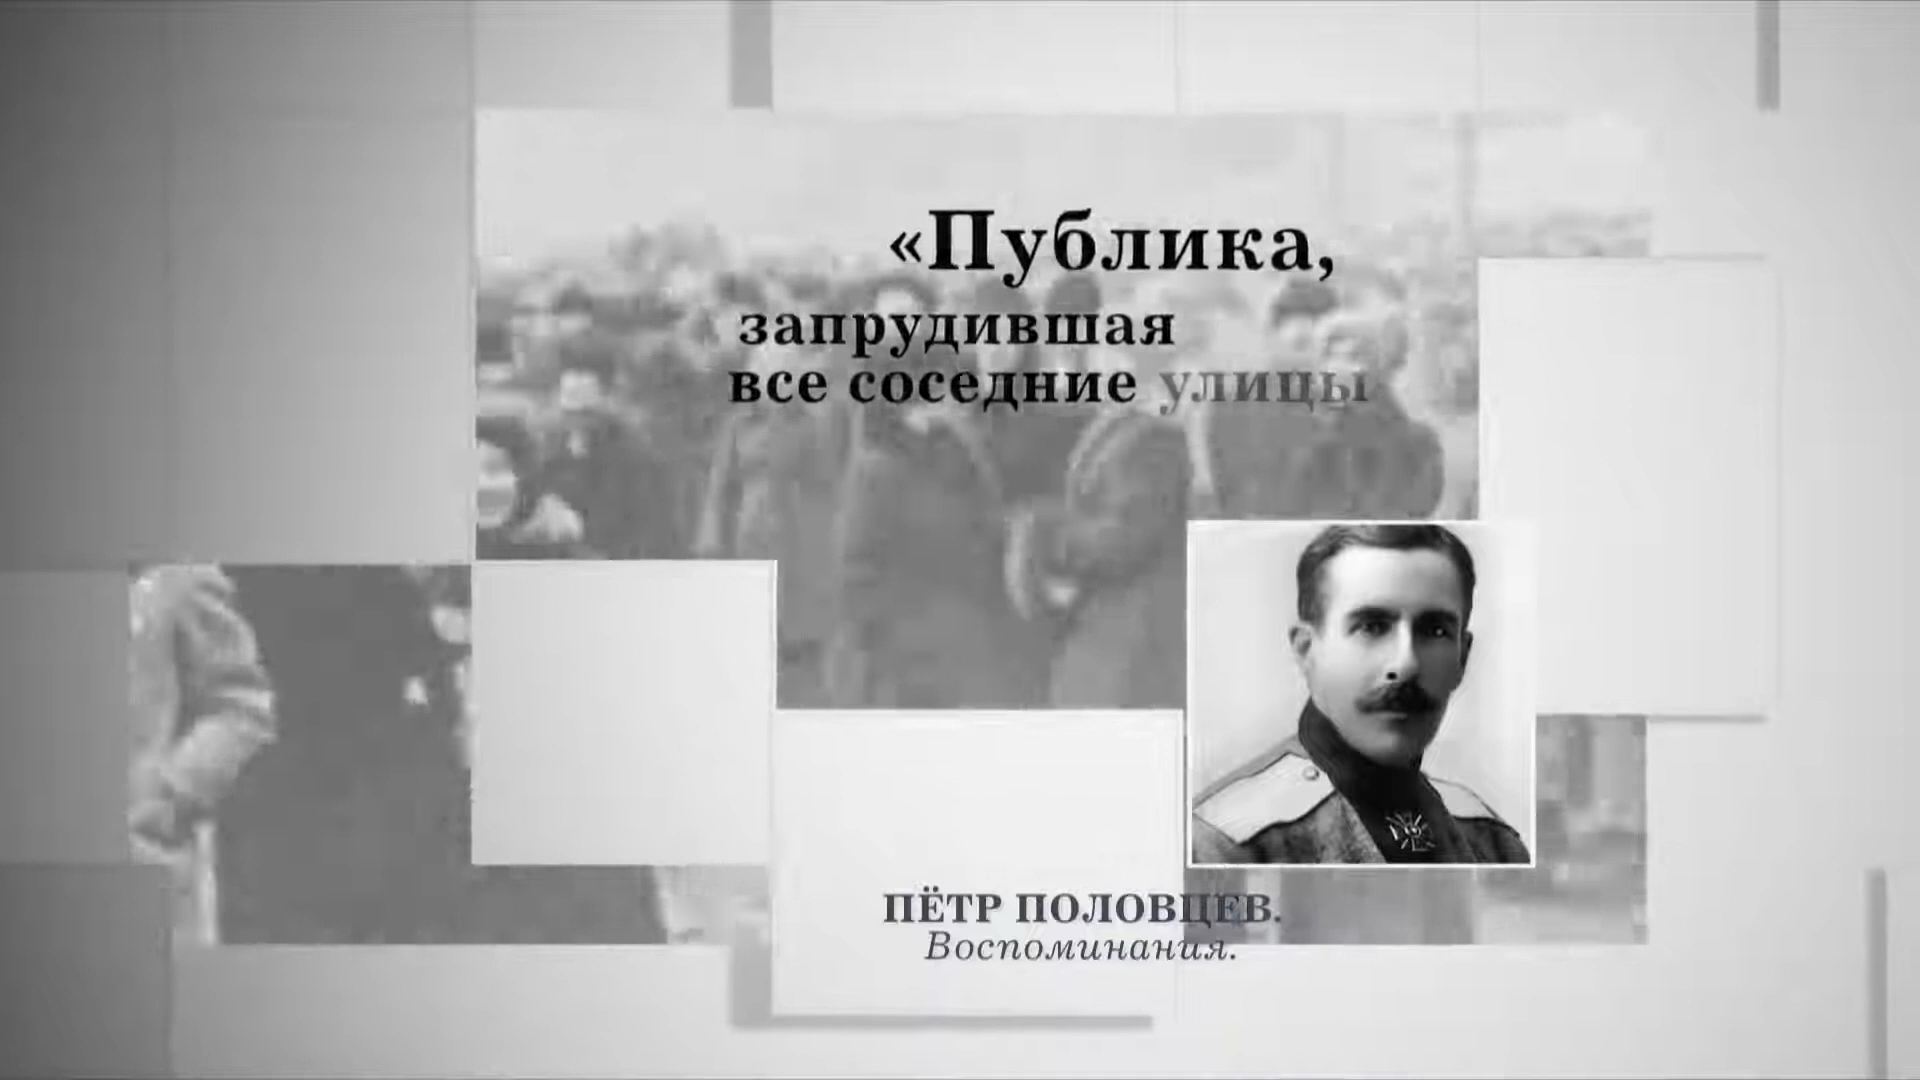 «Публика,
запрудившая
все соседние улицы
ПЁТР ПОЛОВЦЕВ.
Воспоминания.